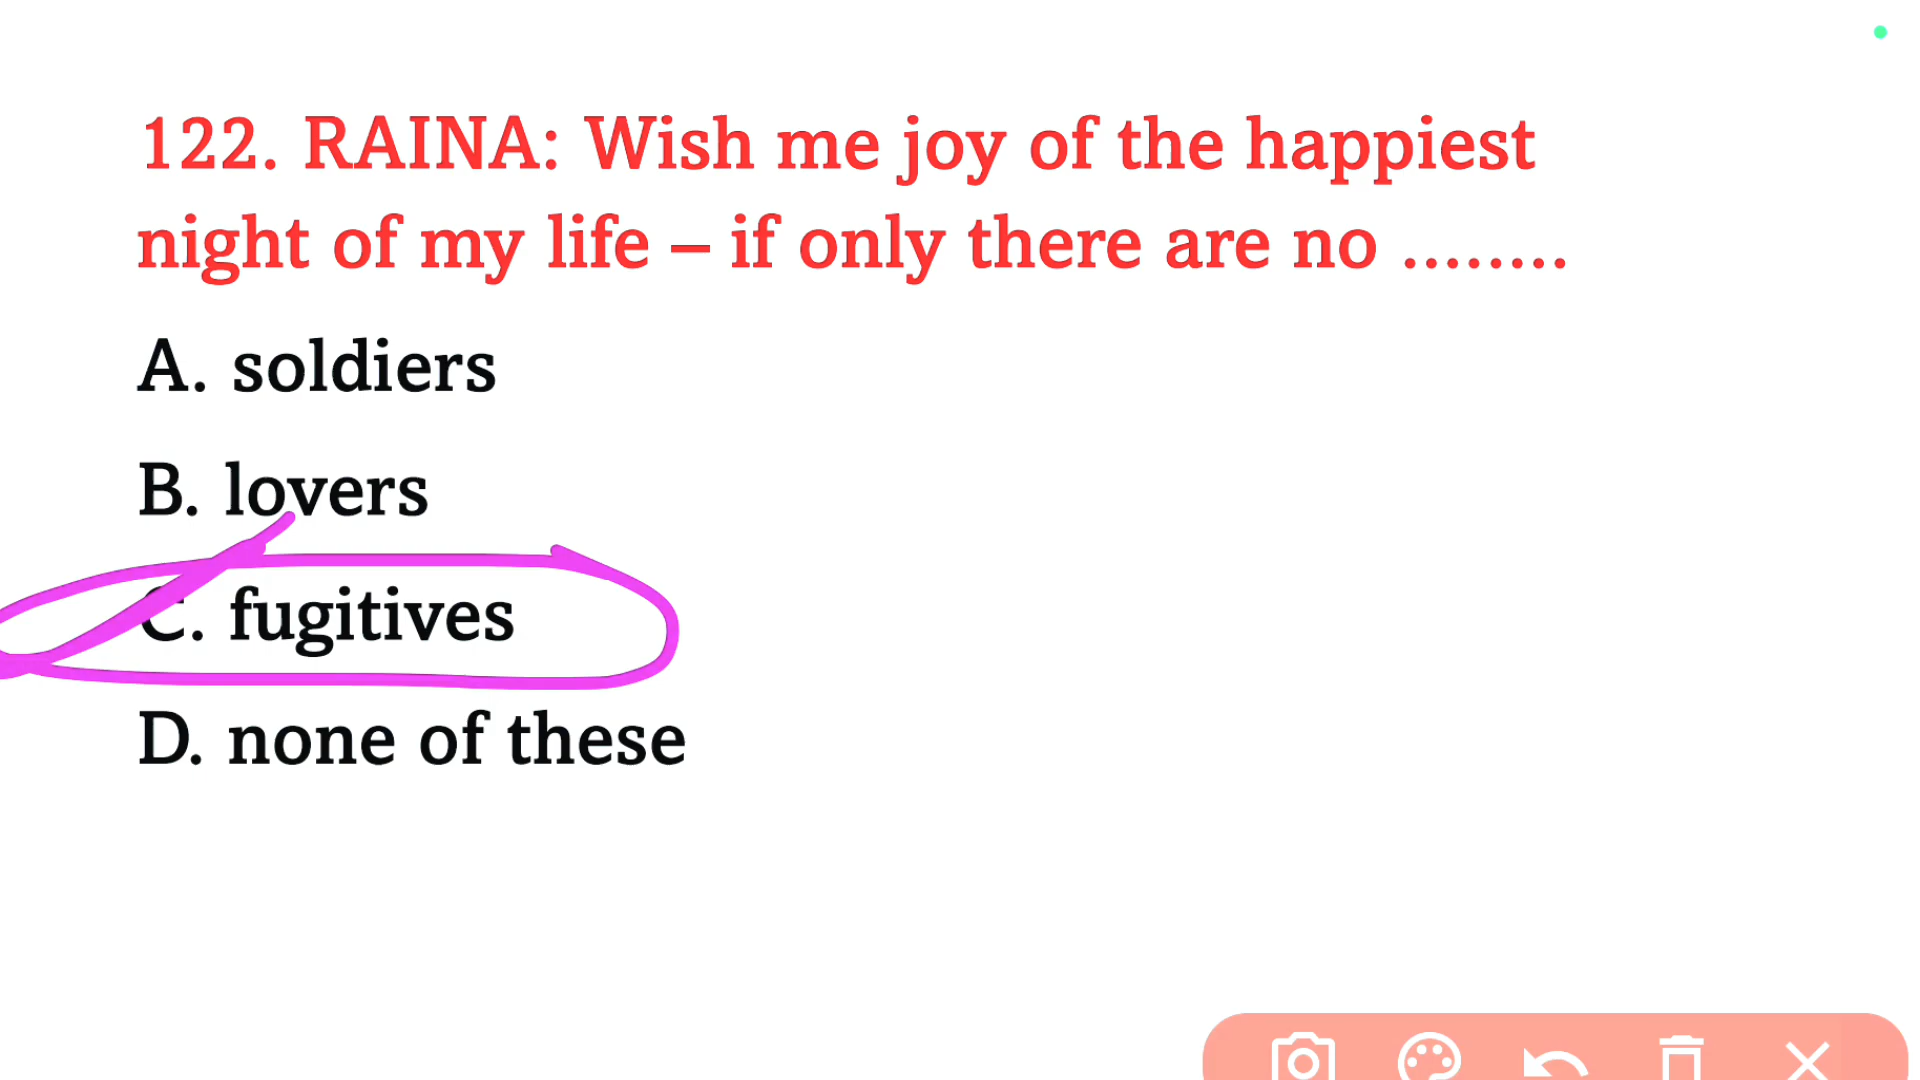 122. RAINA: Wish me joy of the happiest
night of my life – if only there are no ........
A. soldiers
B. lovers
C. fugitives
D. none of these